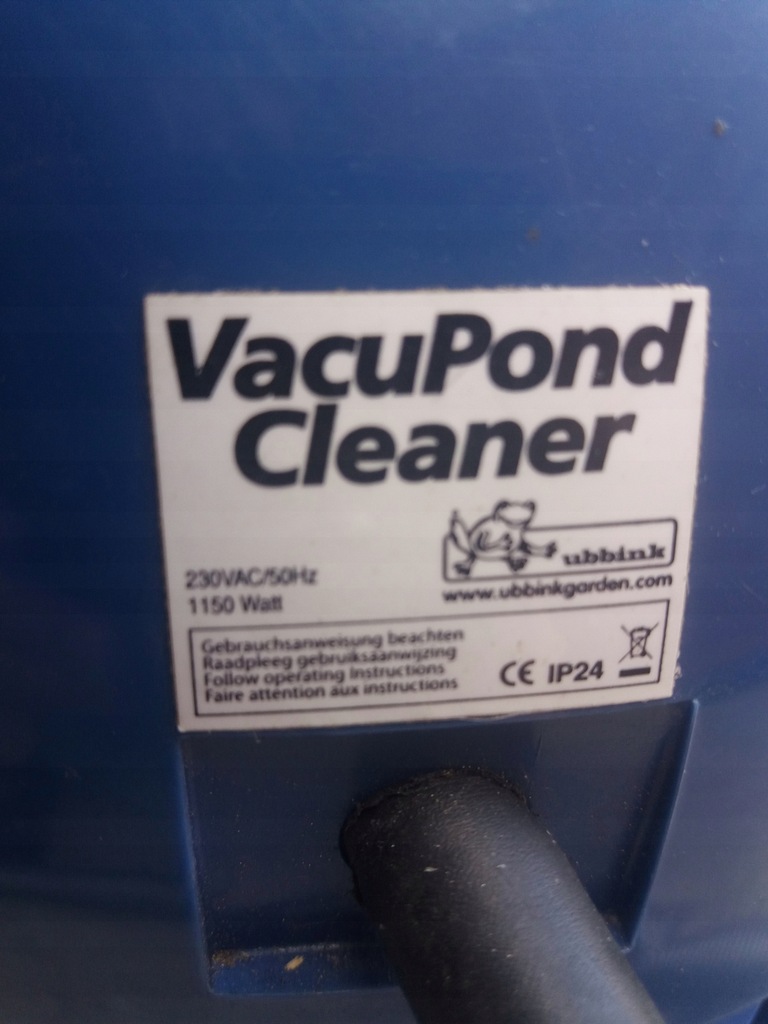 VacuPond
Cleaner
ubbink
www.ubbinkgarden.com
230VAC/50Hz
1150 Watt
Gebrauchsanweisung beachten
Raadpleeg gebruiksaanwijzing
Follow operating Instructions
Faire attention aux instructions
CE IP24